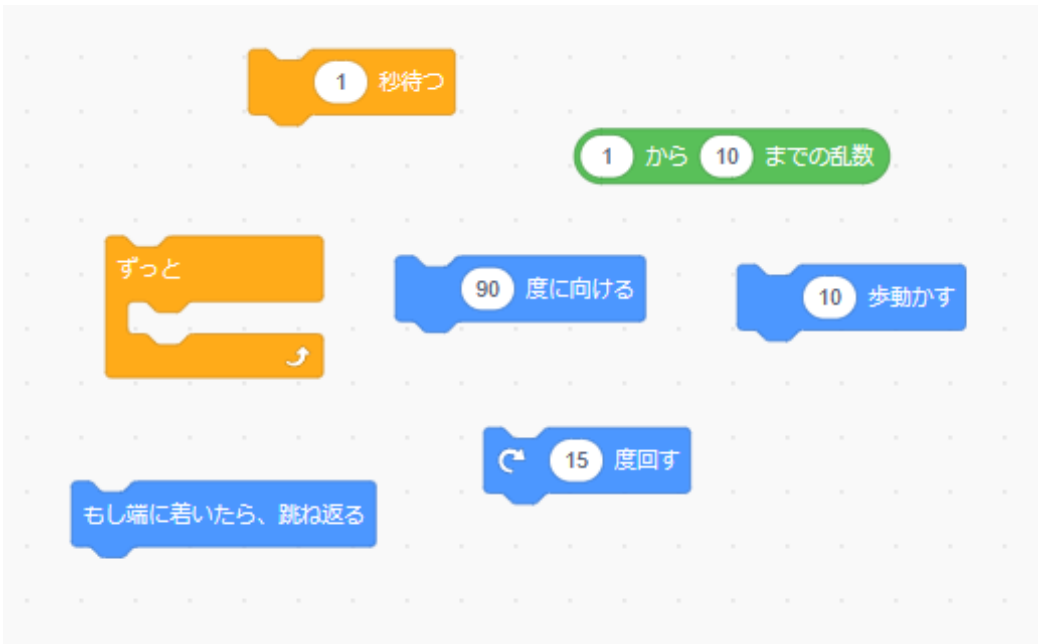 1 秒待つ
1 から 10 までの乱数
ずっと
90 度に向ける
10 歩動かす
15 度回す
もし端に着いたら、跳ね返る